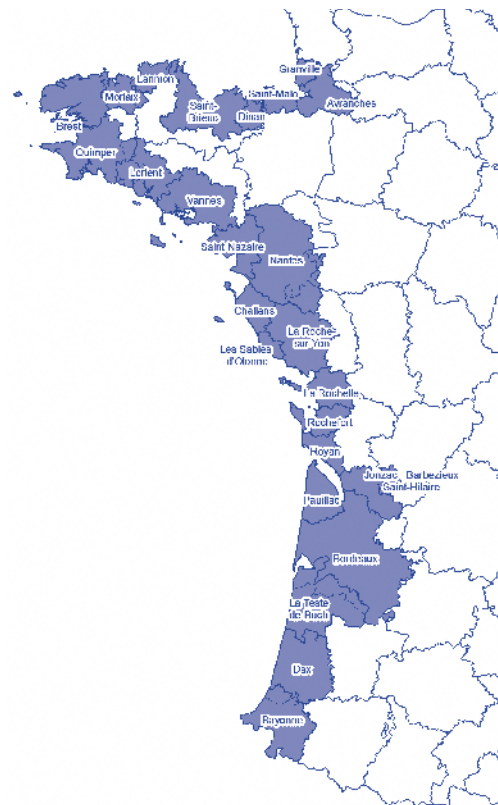 Granville
Lannion
Saint-Malo
Morlaix
Avranches
Saint-
Brieuc
Dinan
Brest
Quimper
Lorient
Vannes
Saint Nazaire
Nantes
Challans
La Roche-
sur-Yon
Les Sables
d'Olonne
La Rochelle
Rochefort
Royan
Jonzac - Barbezieux
Saint-Hilaire
Pauillac
Bordeaux
La Teste
de Buch
Dax
Bayonne